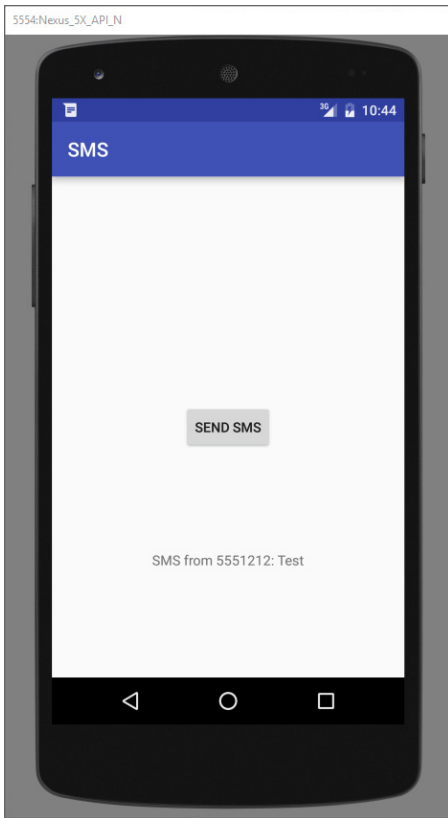 5554:Nexus_5X_API_N
3G 10:44
SMS
SEND SMS
SMS from 5551212: Test